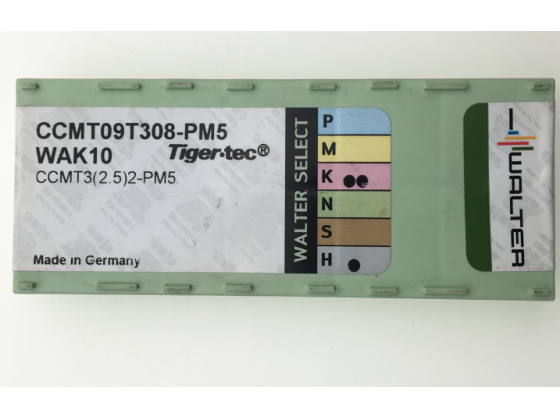 CCMT09T308-PM5
WAK10 Tiger·tec®
CCMT3(2.5)2-PM5
Made in Germany
WALTER SELECT
P
M
K
N
S
H
WALTER